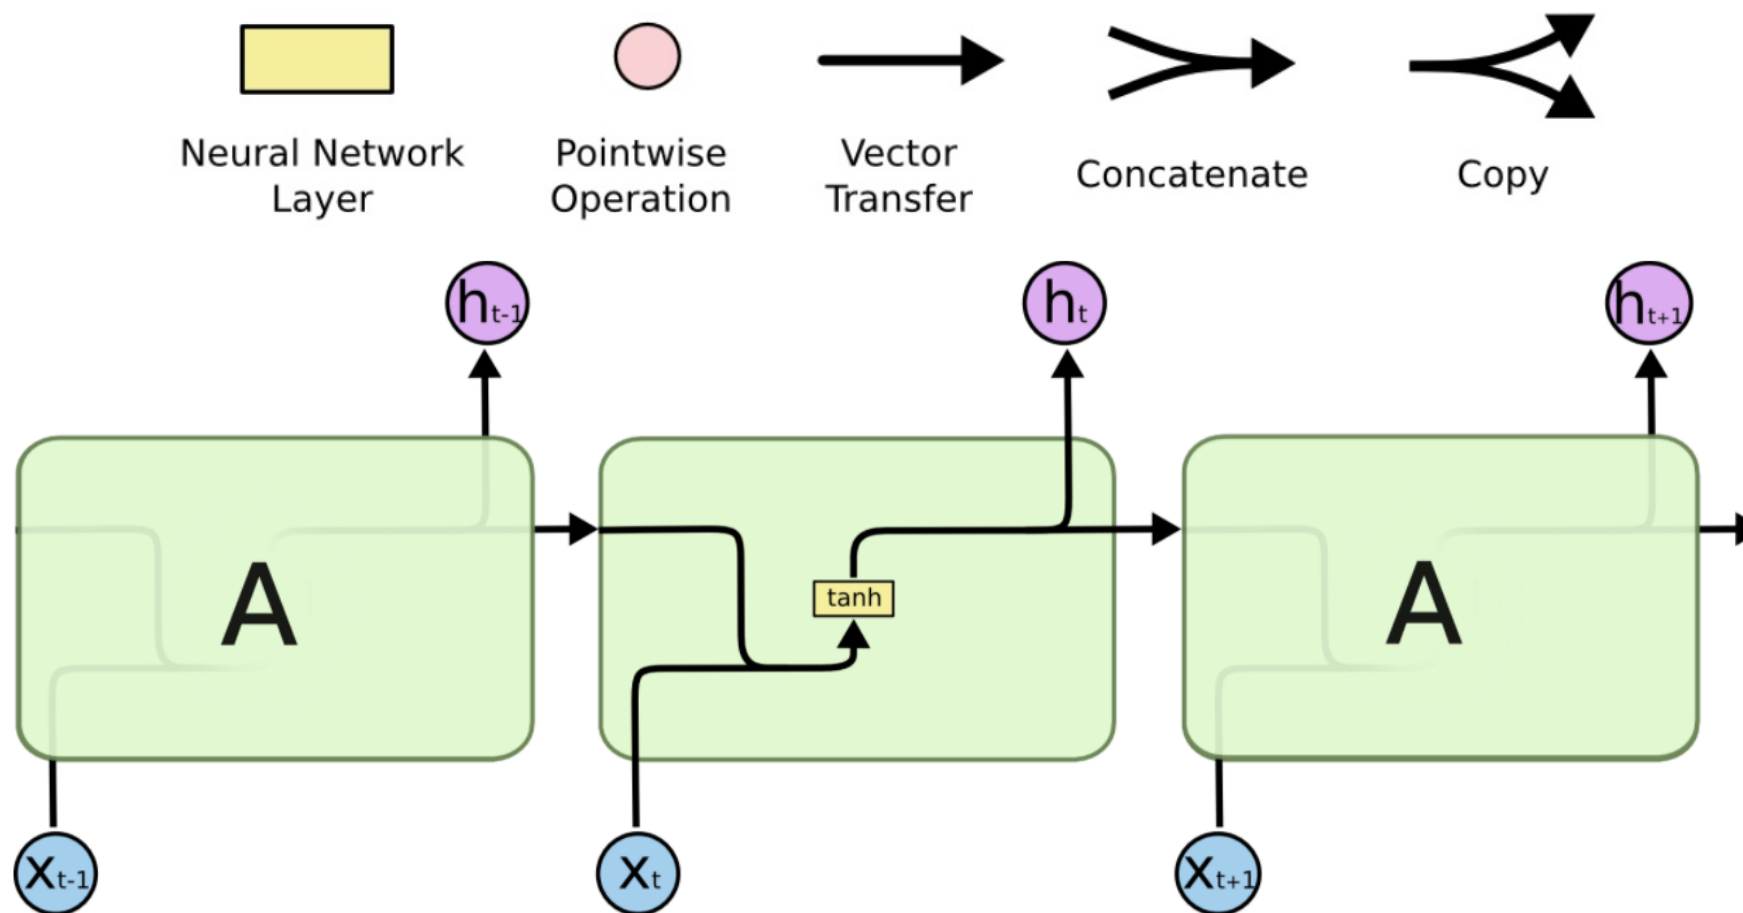 Neural Network
Layer
Pointwise
Operation
Vector
Transfer
Concatenate
Copy
ht-1
ht
ht+1
A
tanh
A
xt-1
xt
xt+1